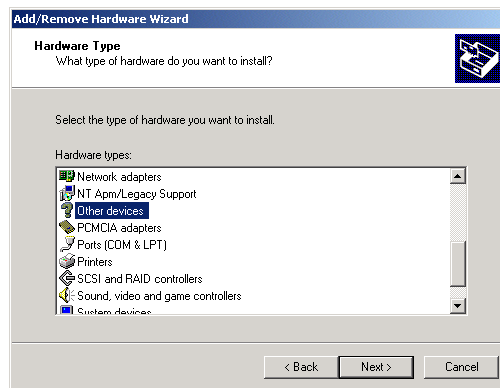 Add/Remove Hardware Wizard
Hardware Type
What type of hardware do you want to install?
Select the type of hardware you want to install.
Hardware types:
Network adapters
NT Apm/Legacy Support
Other devices
PCMCIA adapters
Ports (COM & LPT)
Printers
SCSI and RAID controllers
Sound, video and game controllers
System devices
< Back
Next >
Cancel